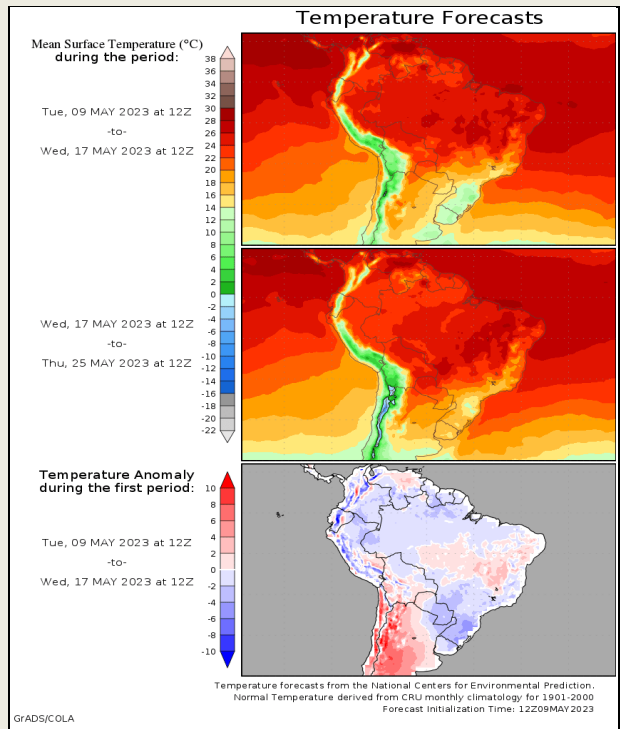 Temperature Forecasts
Mean Surface Temperature (°C)
during the period:
38
36
34
32
30
28
26
24
22
20
18
16
14
12
10
8
6
4
2
0
-2
-4
-6
-8
-10
-12
-14
-16
-18
-20
-22
Tue, 09 MAY 2023 at 12Z
-to-
Wed, 17 MAY 2023 at 12Z
Wed, 17 MAY 2023 at 12Z
-to-
Thu, 25 MAY 2023 at 12Z
Temperature Anomaly
during the first period:
10
8
6
4
2
0
-2
-4
-6
-8
-10
Tue, 09 MAY 2023 at 12Z
-to-
Wed, 17 MAY 2023 at 12Z
Temperature forecasts from the National Centers for Environmental Prediction.
Normal Temperature derived from CRU monthly climatology for 1901-2000
Forecast Initialization Time: 12Z09MAY2023
GrADS/COLA